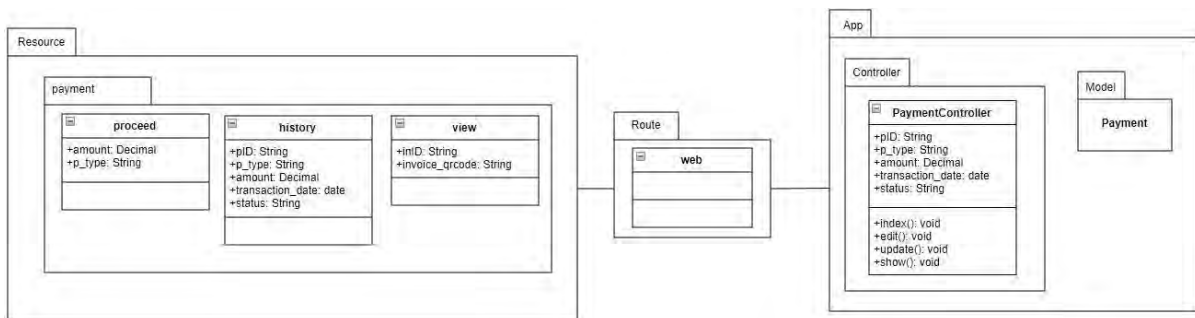 Resource
payment
proceed
+amount: Decimal
+p_type: String
history
+pID: String
+p_type: String
+amount: Decimal
+transaction_date: date
+status: String
view
+inID: String
+invoice_qrcode: String
Route
web
App
Controller
PaymentController
+pID: String
+p_type: String
+amount: Decimal
+transaction_date: date
+status: String
+index(): void
+edit(): void
+update(): void
+show(): void
Model
Payment